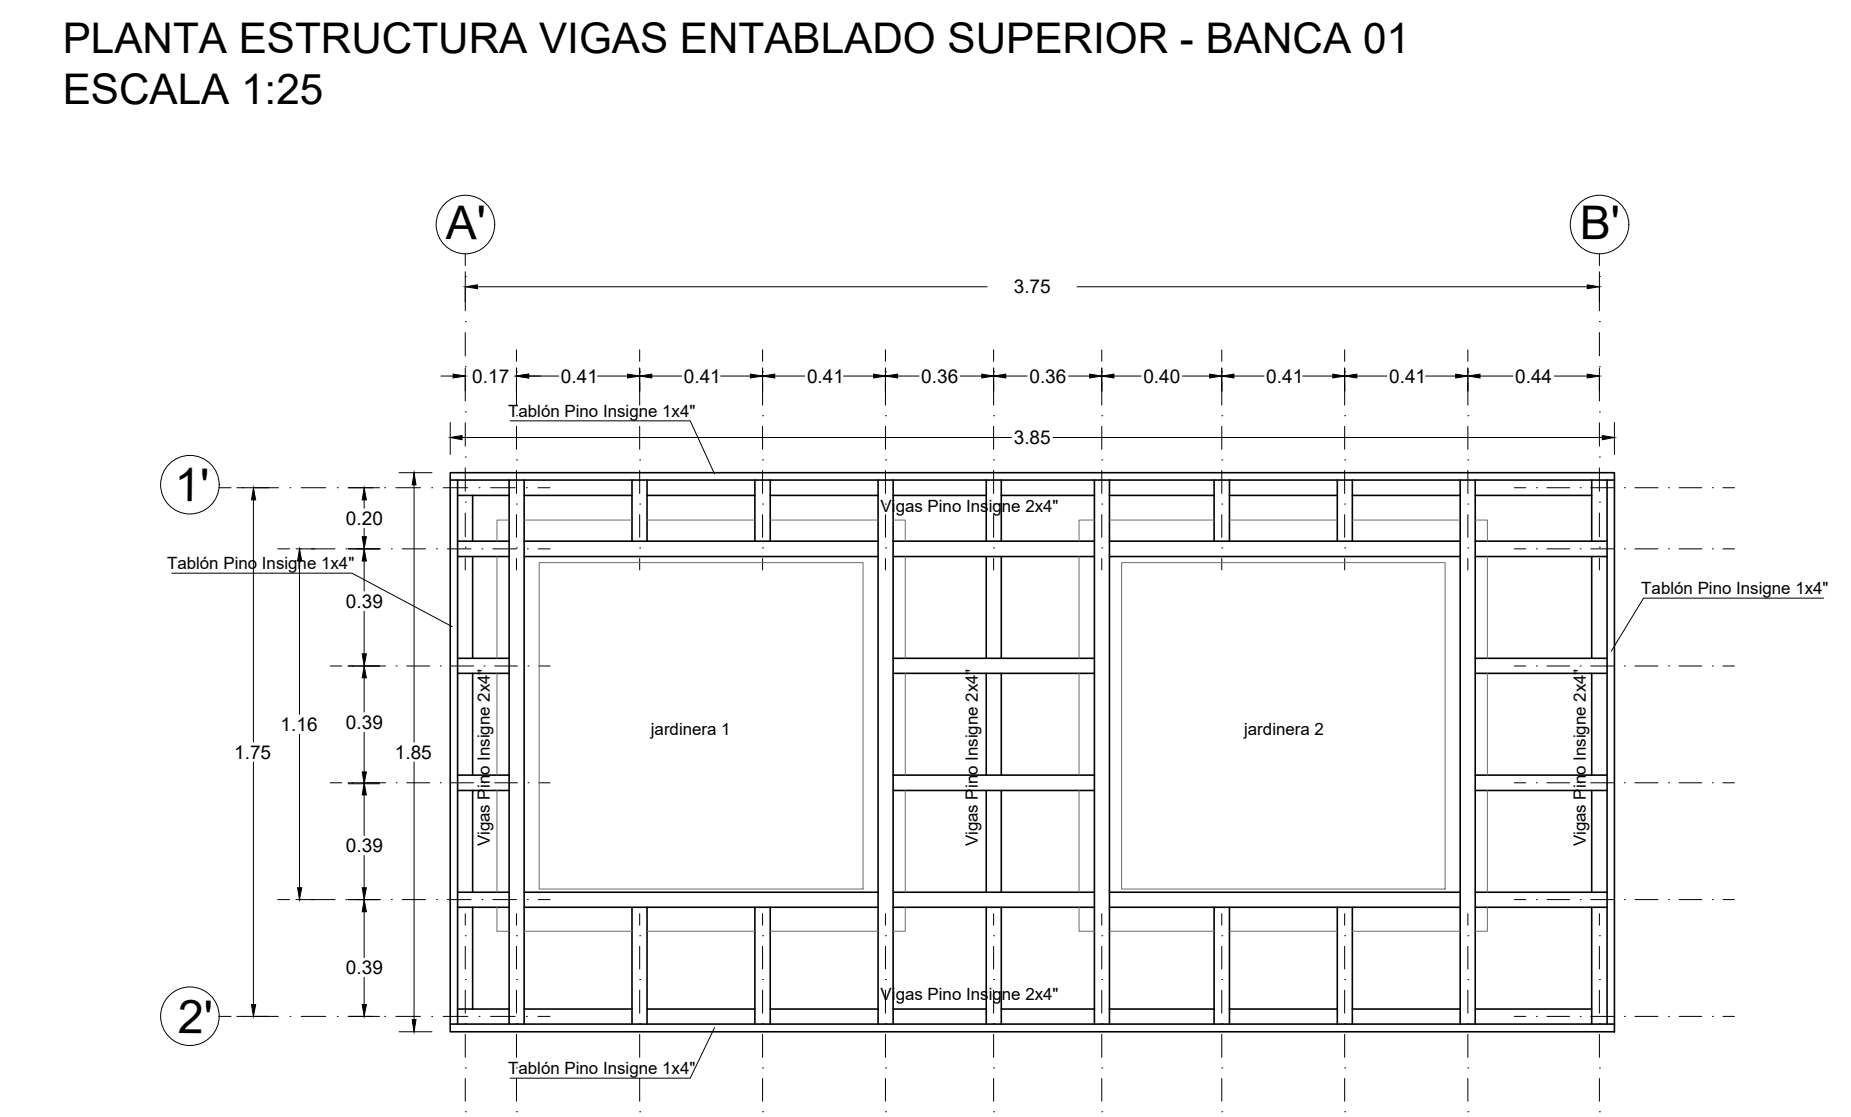 PLANTA ESTRUCTURA VIGAS ENTABLADO SUPERIOR - BANCA 01
ESCALA 1:25
A'
B'
3.75
0.17
0.41
0.41
0.41
0.36
0.36
0.40
0.41
0.41
0.44
Tablón Pino Insigne 1x4"
3.85
1'
Vigas Pino Insigne 2x4"
0.20
Tablón Pino Insigne 1x4"
0.39
Tablón Pino Insigne 1x4"
1.75
1.16
0.39
1.85
Vigas Pino Insigne 2x4"
jardinera 1
Vigas Pino Insigne 2x4"
jardinera 2
Vigas Pino Insigne 2x4"
0.39
0.39
Vigas Pino Insigne 2x4"
2'
Tablón Pino Insigne 1x4"